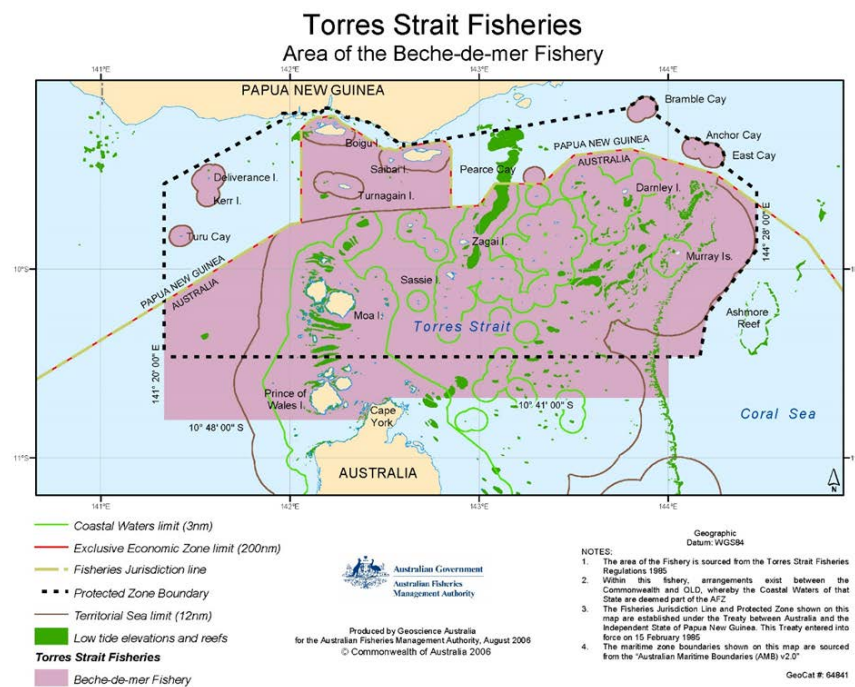 Torres Strait Fisheries
Area of the Beche-de-mer Fishery
141°E
142°E
143°E
144°E
PAPUA NEW GUINEA
Bramble Cay
Anchor Cay
East Cay
Boigu I.
Saibai I.
Pearce Cay
PAPUA NEW GUINEA
AUSTRALIA
Deliverance I.
Kerr I.
Turnagain I.
Darnley I.
Turu Cay
Zagai I.
144° 28' 00" E
10°S
PAPUA NEW GUINEA
AUSTRALIA
Sassie I.
Murray Is.
Moa I.
Torres Strait
Ashmore
Reef
141° 20' 00" E
Prince of
Wales I.
Cape
York
10° 41' 00" S
10° 48' 00" S
Coral Sea
11°S
AUSTRALIA
N
141°E
142°E
143°E
144°E
Coastal Waters limit (3nm)
Exclusive Economic Zone limit (200nm)
Fisheries Jurisdiction line
Protected Zone Boundary
Territorial Sea limit (12nm)
Low tide elevations and reefs
Torres Strait Fisheries
Beche-de-mer Fishery
Australian Government
Australian Fisheries
Management Authority
Produced by Geoscience Australia
for the Australian Fisheries Management Authority, August 2006
© Commonwealth of Australia 2006
Geographic
Datum: WGS84
NOTES:
1. The area of the Fishery is sourced from the Torres Strait Fisheries
Regulations 1985
2. Within this fishery, arrangements exist between the
Commonwealth and QLD, whereby the Coastal Waters of that
State are deemed part of the AFZ
3. The Fisheries Jurisdiction Line and Protected Zone shown on this
map are established under the Treaty between Australia and the
Independent State of Papua New Guinea. This Treaty entered into
force on 15 February 1985
4. The maritime zone boundaries shown on this map are sourced
from the "Australian Maritime Boundaries (AMB) v2.0"
GeoCat #: 64841